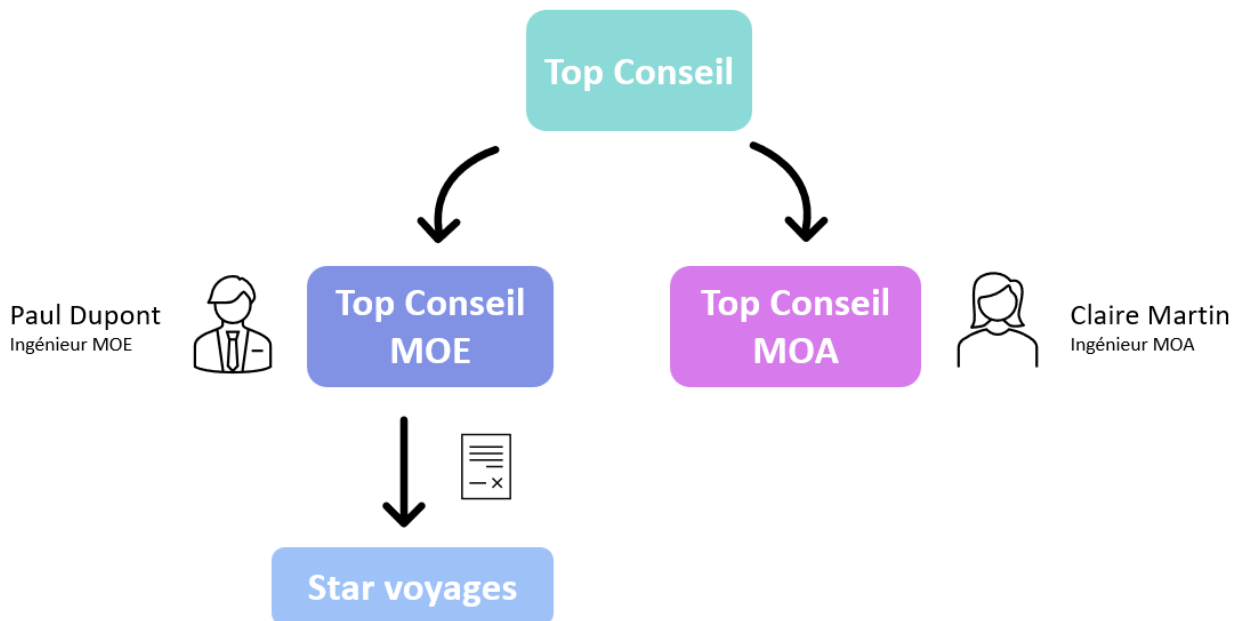 Top Conseil
Top Conseil
MOE
Top Conseil
MOA
Paul Dupont
Ingénieur MOE
Claire Martin
Ingénieur MOA
Star voyages